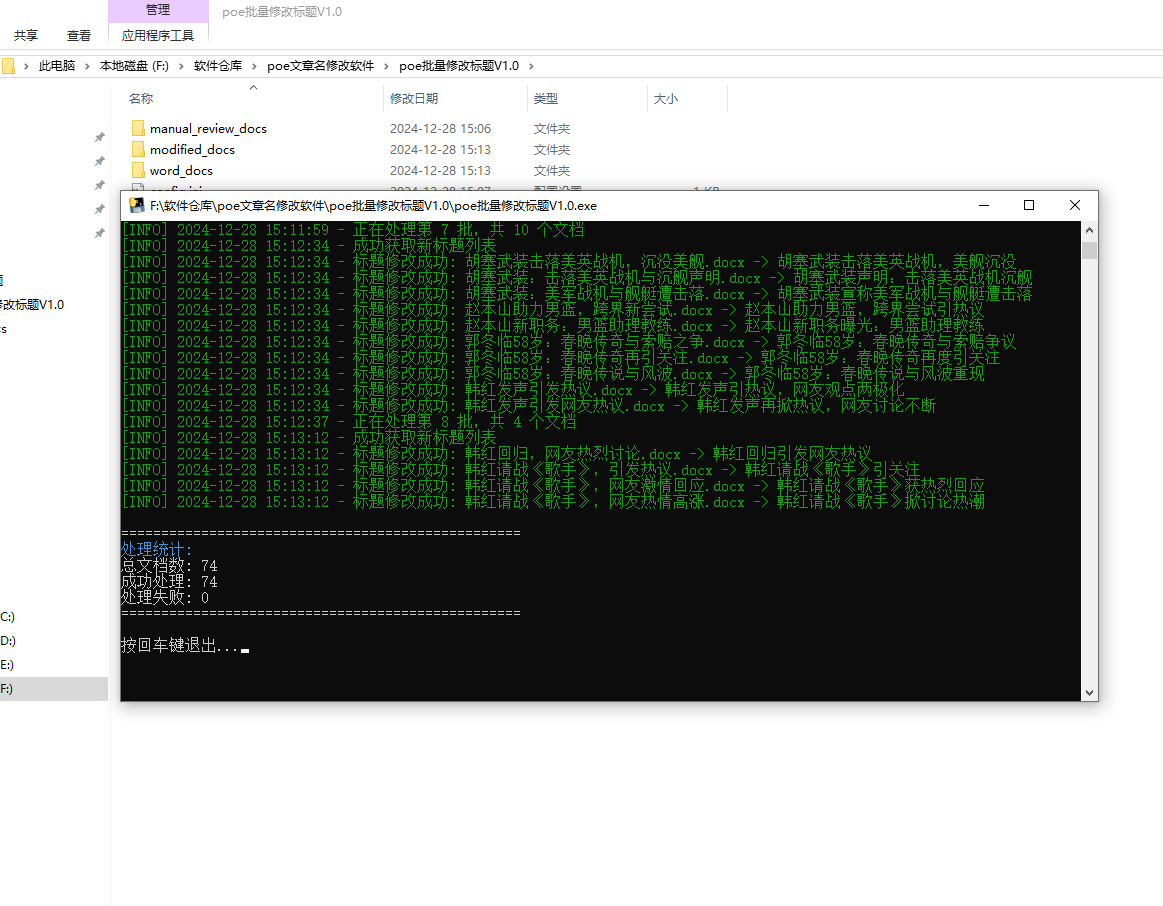 管理
poe批量修改标题V1.0
共享
查看
应用程序工具
此电脑 > 本地磁盘 (F:) > 软件仓库 > poe文章名修改软件 > poe批量修改标题V1.0 >
名称 修改日期 类型 大小
manual_review_docs 2024-12-28 15:06 文件夹
modified_docs 2024-12-28 15:13 文件夹
word_docs 2024-12-28 15:13 文件夹
F:\软件仓库\poe文章名修改软件\poe批量修改标题V1.0\poe批量修改标题V1.0.exe
[INFO] 2024-12-28 15:11:59 - 正在处理第 7 批，共 10 个文档
[INFO] 2024-12-28 15:12:34 - 成功获取新标题列表
[INFO] 2024-12-28 15:12:34 - 标题修改成功: 胡塞武装击落美英战机，沉没美舰.docx -> 胡塞武装击落美英战机，美舰沉没
[INFO] 2024-12-28 15:12:34 - 标题修改成功: 胡塞武装：击落美英战机与沉舰声明.docx -> 胡塞武装声明：击落美英战机沉舰
[INFO] 2024-12-28 15:12:34 - 标题修改成功: 胡塞武装：美军战机与舰艇遭击落.docx -> 胡塞武装宣称美军战机与舰艇遭击落
[INFO] 2024-12-28 15:12:34 - 标题修改成功: 赵本山助力男篮，跨界新尝试.docx -> 赵本山助力男篮，跨界尝试引热议
[INFO] 2024-12-28 15:12:34 - 标题修改成功: 赵本山新职务：男篮助理教练.docx -> 赵本山新职务曝光：男篮助理教练
[INFO] 2024-12-28 15:12:34 - 标题修改成功: 郭冬临58岁：春晚传奇与索赔之争.docx -> 郭冬临58岁：春晚传奇与索赔争议
[INFO] 2024-12-28 15:12:34 - 标题修改成功: 郭冬临58岁：春晚传奇再引关注.docx -> 郭冬临58岁：春晚传奇再度引关注
[INFO] 2024-12-28 15:12:34 - 标题修改成功: 郭冬临58岁：春晚传说与风波.docx -> 郭冬临58岁：春晚传说与风波重现
[INFO] 2024-12-28 15:12:34 - 标题修改成功: 韩红发声引发热议.docx -> 韩红发声引热议，网友观点两极化
[INFO] 2024-12-28 15:12:34 - 标题修改成功: 韩红发声引发网友热议.docx -> 韩红发声再掀热议，网友讨论不断
[INFO] 2024-12-28 15:12:37 - 正在处理第 8 批，共 4 个文档
[INFO] 2024-12-28 15:13:12 - 成功获取新标题列表
[INFO] 2024-12-28 15:13:12 - 标题修改成功: 韩红回归，网友热烈讨论.docx -> 韩红回归引发网友热议
[INFO] 2024-12-28 15:13:12 - 标题修改成功: 韩红请战《歌手》，引发热议.docx -> 韩红请战《歌手》引关注
[INFO] 2024-12-28 15:13:12 - 标题修改成功: 韩红请战《歌手》，网友激情回应.docx -> 韩红请战《歌手》获热烈回应
[INFO] 2024-12-28 15:13:12 - 标题修改成功: 韩红请战《歌手》，网友热情高涨.docx -> 韩红请战《歌手》掀讨论热潮
==================================================
处理统计:
总文档数: 74
成功处理: 74
处理失败: 0
==================================================
按回车键退出...
改标题V1.0
cs
C:)
D:)
E:)
F:)